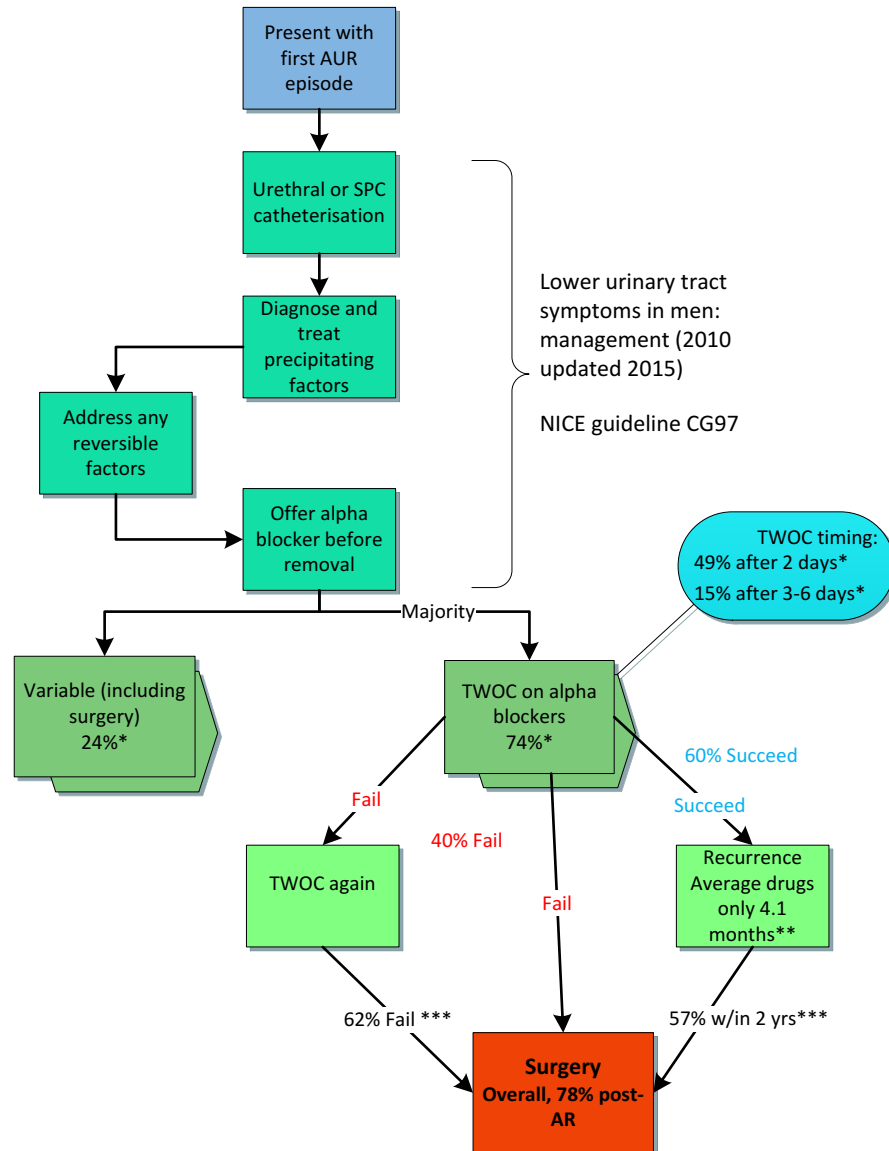 Present with
first AUR
episode
Urethral or SPC
catheterisation
Diagnose and
treat
precipitating
factors
Address any
reversible
factors
Offer alpha
blocker before
removal
Lower urinary tract
symptoms in men:
management (2010
updated 2015)
NICE guideline CG97
TWOC timing:
49% after 2 days*
15% after 3-6 days*
Majority
Variable (including
surgery)
24%*
TWOC on alpha
blockers
74%*
60% Succeed
Fail
Succeed
40% Fail
TWOC again
Fail
Recurrence
Average drugs
only 4.1
months**
62% Fail ***
57% w/in 2 yrs***
Surgery
Overall, 78% post-
AR